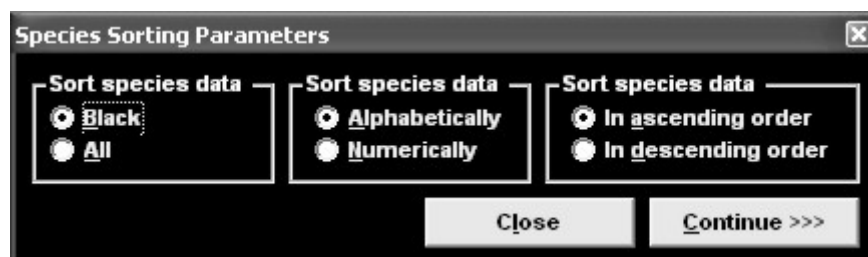 Species Sorting Parameters
Sort species data
Black
All
Sort species data
Alphabetically
Numerically
Sort species data
In ascending order
In descending order
Close
Continue >>>